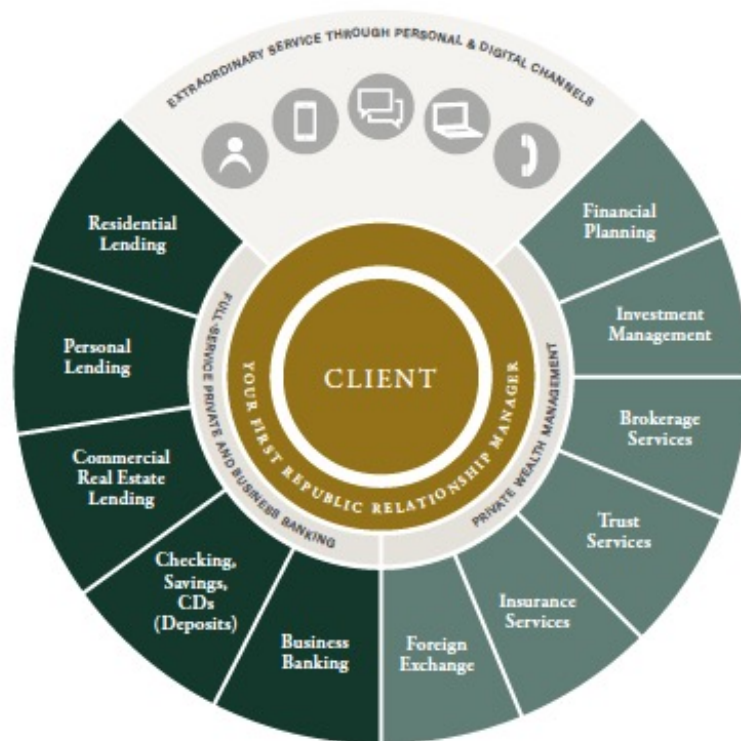 EXTRAORDINARY SERVICE THROUGH PERSONAL & DIGITAL CHANNELS
Residential
Lending
Personal
Lending
Commercial
Real Estate
Lending
Checking,
Savings,
CDs
(Deposits)
Business
Banking
FULL-SERVICE PRIVATE AND BUSINESS BANKING
CLIENT
YOUR FIRST REPUBLIC RELATIONSHIP MANAGER
PRIVATE WEALTH MANAGEMENT
Financial
Planning
Investment
Management
Brokerage
Services
Trust
Services
Insurance
Services
Foreign
Exchange